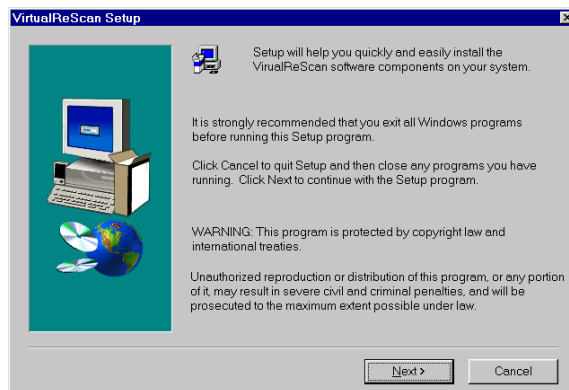 VirtualReScan Setup
Setup will help you quickly and easily install the
VirualReScan software components on your system.
It is strongly recommended that you exit all Windows programs
before running this Setup program.
Click Cancel to quit Setup and then close any programs you have
running. Click Next to continue with the Setup program.
WARNING: This program is protected by copyright law and
international treaties.
Unauthorized reproduction or distribution of this program, or any portion
of it, may result in severe civil and criminal penalties, and will be
prosecuted to the maximum extent possible under law.
Next >
Cancel